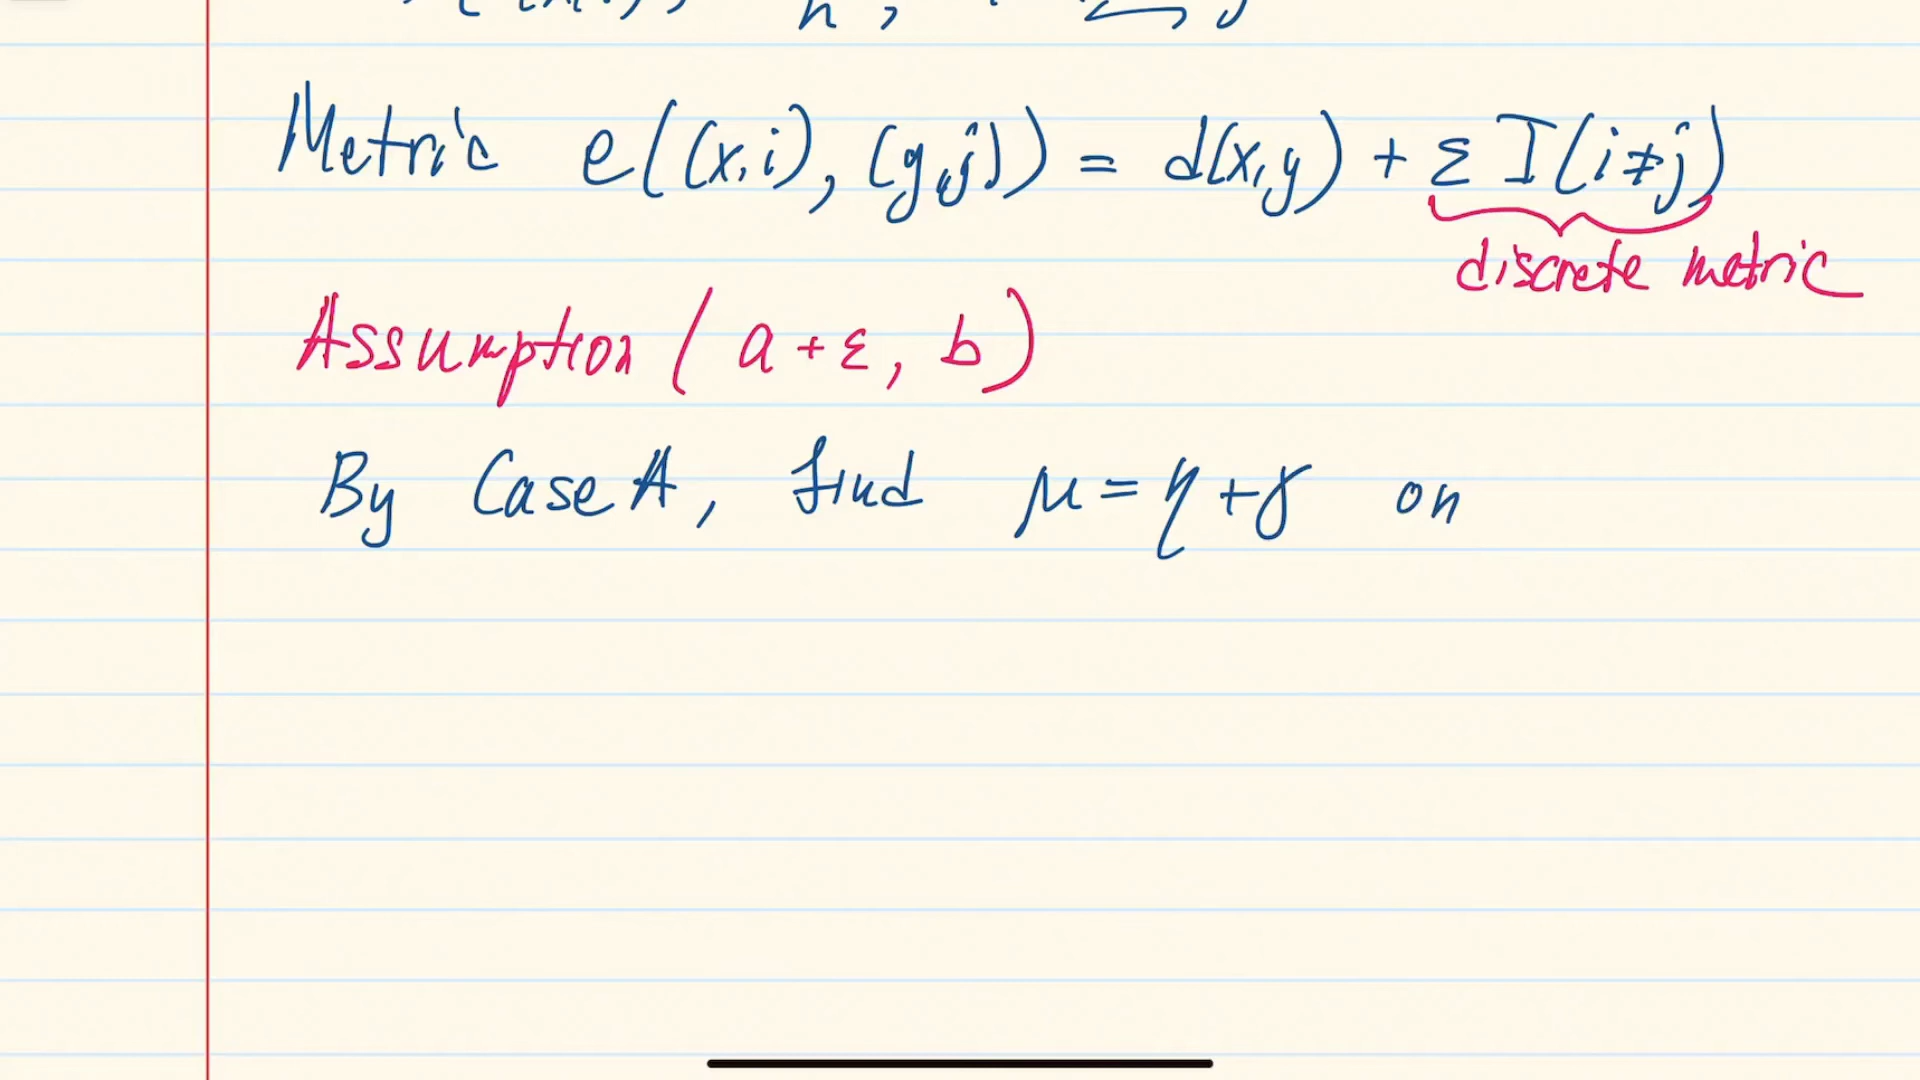 Metric e((x,i), (y,j)) = d(x,y) + ε I(i≠j)
discrete metric
Assumption (a+ε, b)
By Case A, find μ=η+γ on